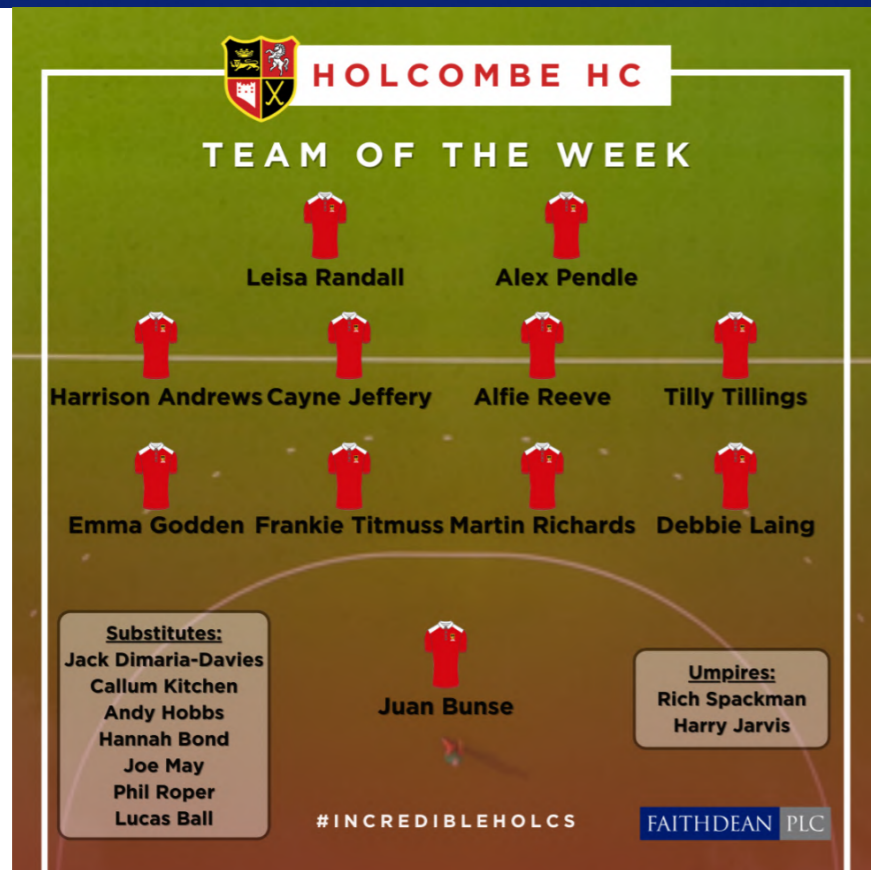 HOLCOMBE HC
TEAM OF THE WEEK
Leisa Randall Alex Pendle
Harrison Andrews Cayne Jeffery Alfie Reeve Tilly Tillings
Emma Godden Frankie Titmuss Martin Richards Debbie Laing
Juan Bunse
Substitutes:
Jack Dimaria-Davies
Callum Kitchen
Andy Hobbs
Hannah Bond
Joe May
Phil Roper
Lucas Ball
Umpires:
Rich Spackman
Harry Jarvis
#INCREDIBLEHOLCS
FAITHDEAN PLC